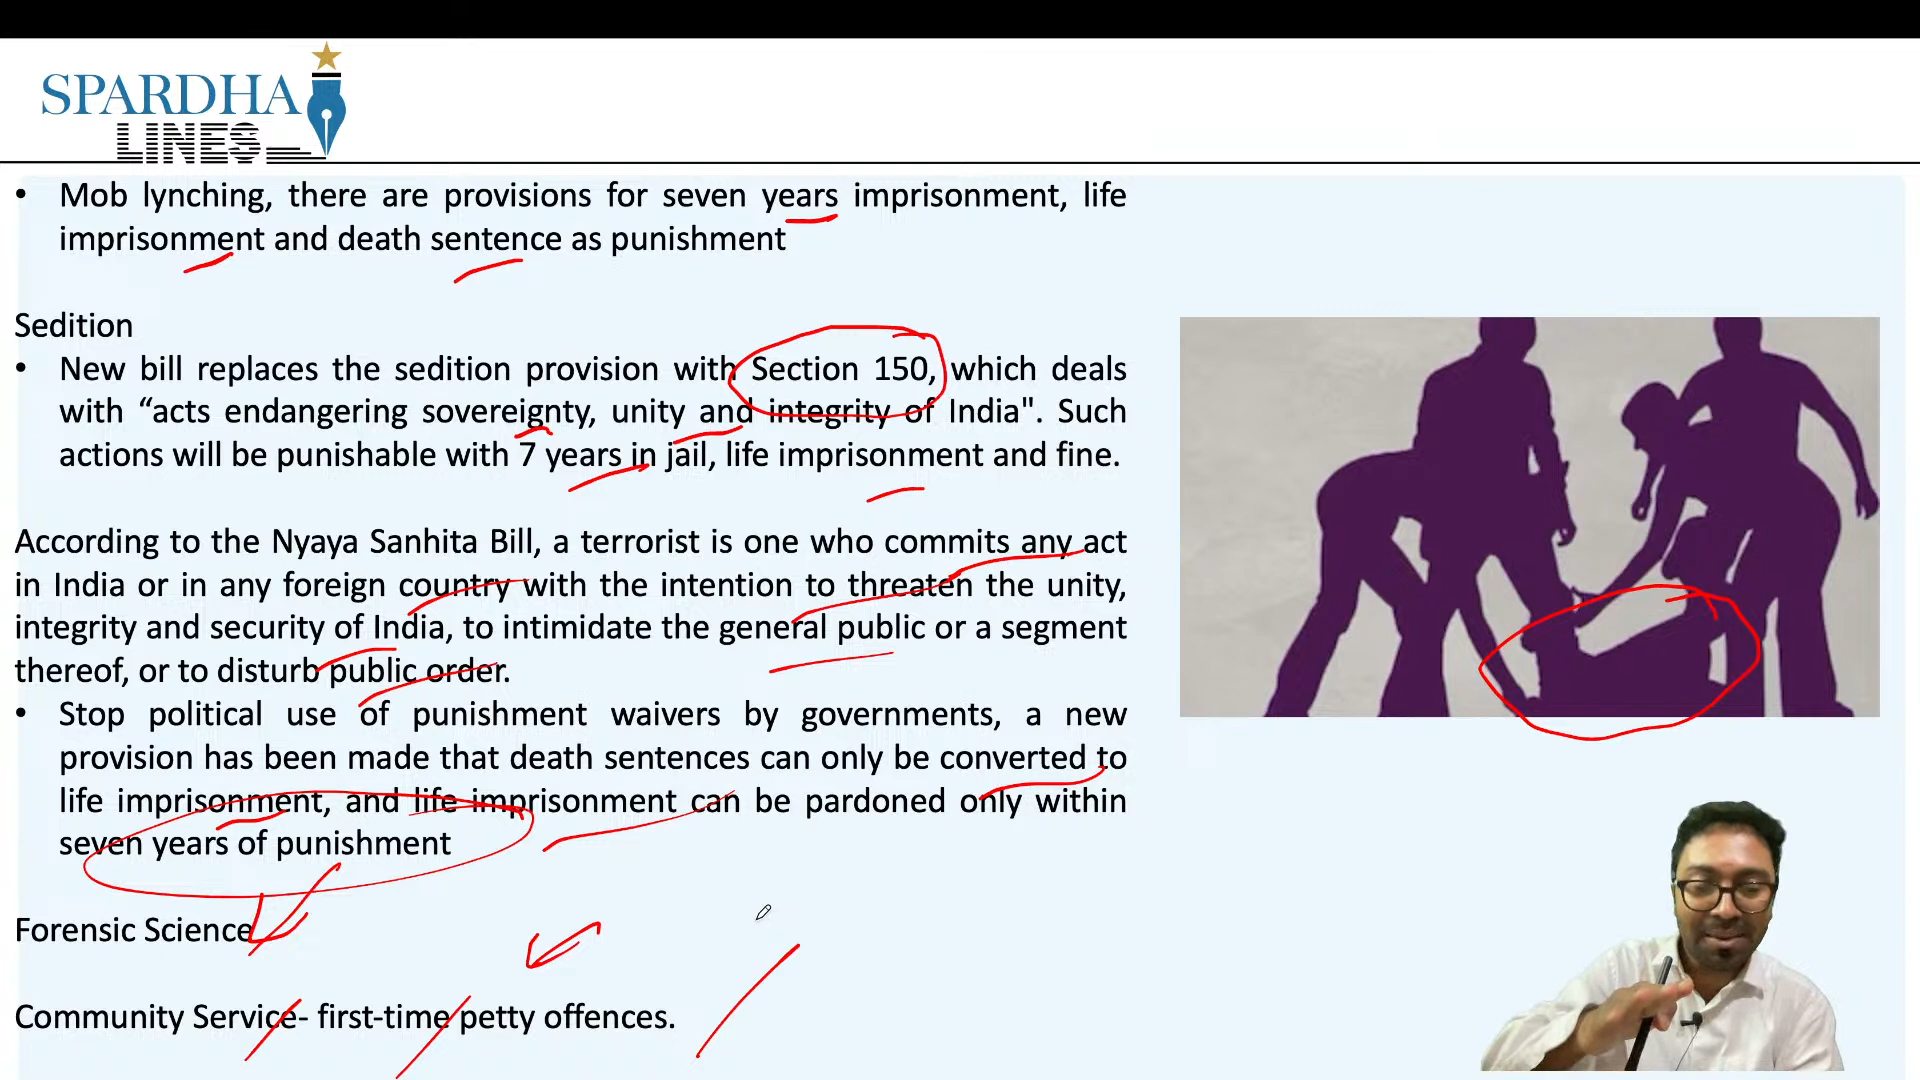 SPARDHA
LINES
• Mob lynching, there are provisions for seven years imprisonment, life
imprisonment and death sentence as punishment
Sedition
• New bill replaces the sedition provision with Section 150, which deals
with “acts endangering sovereignty, unity and integrity of India". Such
actions will be punishable with 7 years in jail, life imprisonment and fine.
According to the Nyaya Sanhita Bill, a terrorist is one who commits any act
in India or in any foreign country with the intention to threaten the unity,
integrity and security of India, to intimidate the general public or a segment
thereof, or to disturb public order.
• Stop political use of punishment waivers by governments, a new
provision has been made that death sentences can only be converted to
life imprisonment, and life imprisonment can be pardoned only within
seven years of punishment
Forensic Science
Community Service- first-time petty offences.